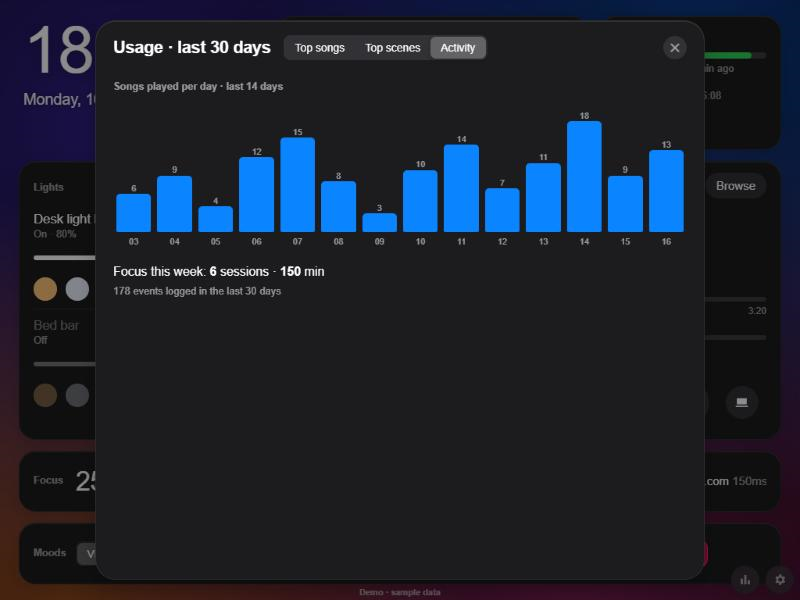 18
Monday, 1
Usage · last 30 days
Top songs
Top scenes
Activity
in ago
5:08
Songs played per day · last 14 days
6 9 4 12 15 8 3 10 14 7 11 18 9 13
03 04 05 06 07 08 09 10 11 12 13 14 15 16
Focus this week: 6 sessions · 150 min
178 events logged in the last 30 days
Lights
Desk light
On · 80%
Bed bar
Off
Browse
3:20
Focus 25
.com 150ms
Moods
V
Demo · sample data